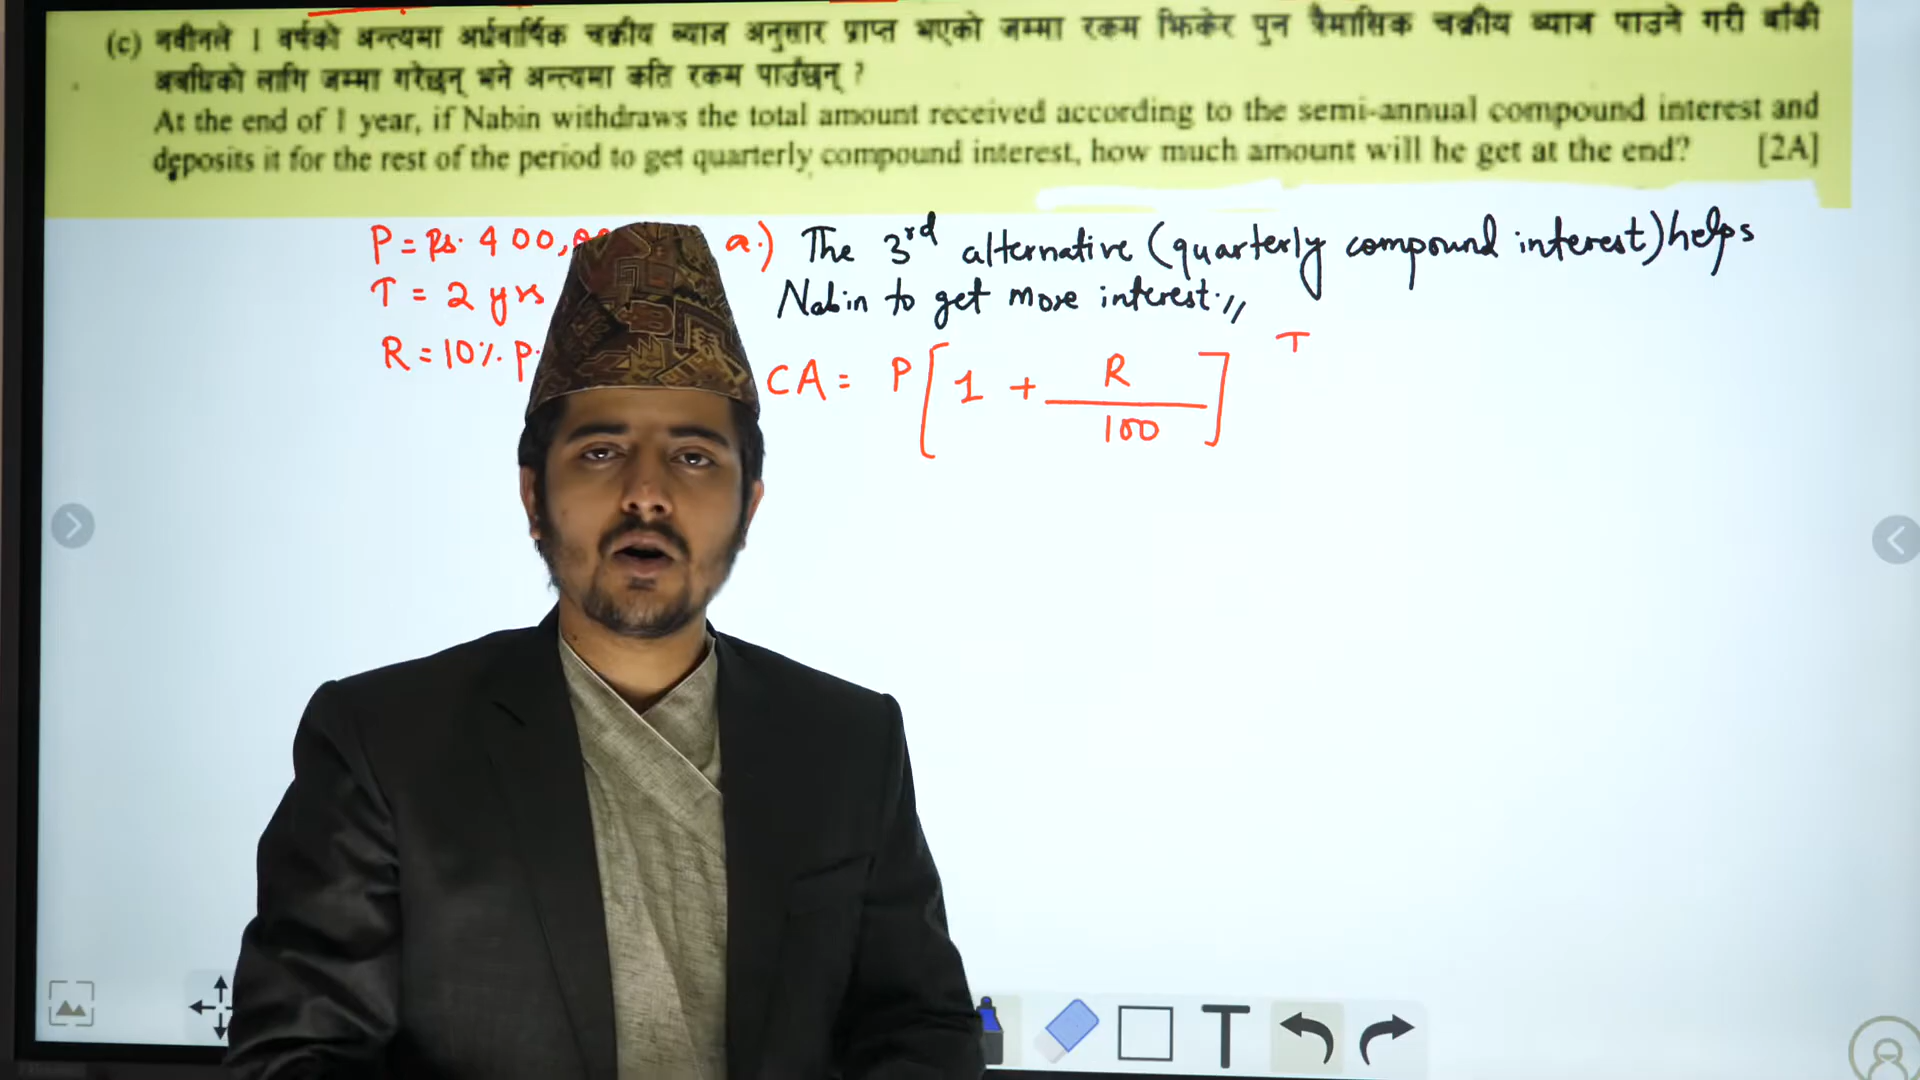 (c) नवीनले 1 वर्षको अन्त्यमा अर्धवार्षिक चक्रीय ब्याज अनुसार प्राप्त भएको जम्मा रकम झिकेर पुन त्रैमासिक चक्रीय ब्याज पाउने गरी बाँकी
अवधिको लागि जम्मा गरेछन् भने अन्त्यमा कति रकम पाउँछन् ?
At the end of 1 year, if Nabin withdraws the total amount received according to the semi-annual compound interest and
deposits it for the rest of the period to get quarterly compound interest, how much amount will he get at the end? [2A]
P = Rs. 400,
a.) The 3rd alternative (quarterly compound interest) helps
T = 2 yrs
Nabin to get more interest.,,
R = 10% p.
CA = P[1 + R/100]^T
T